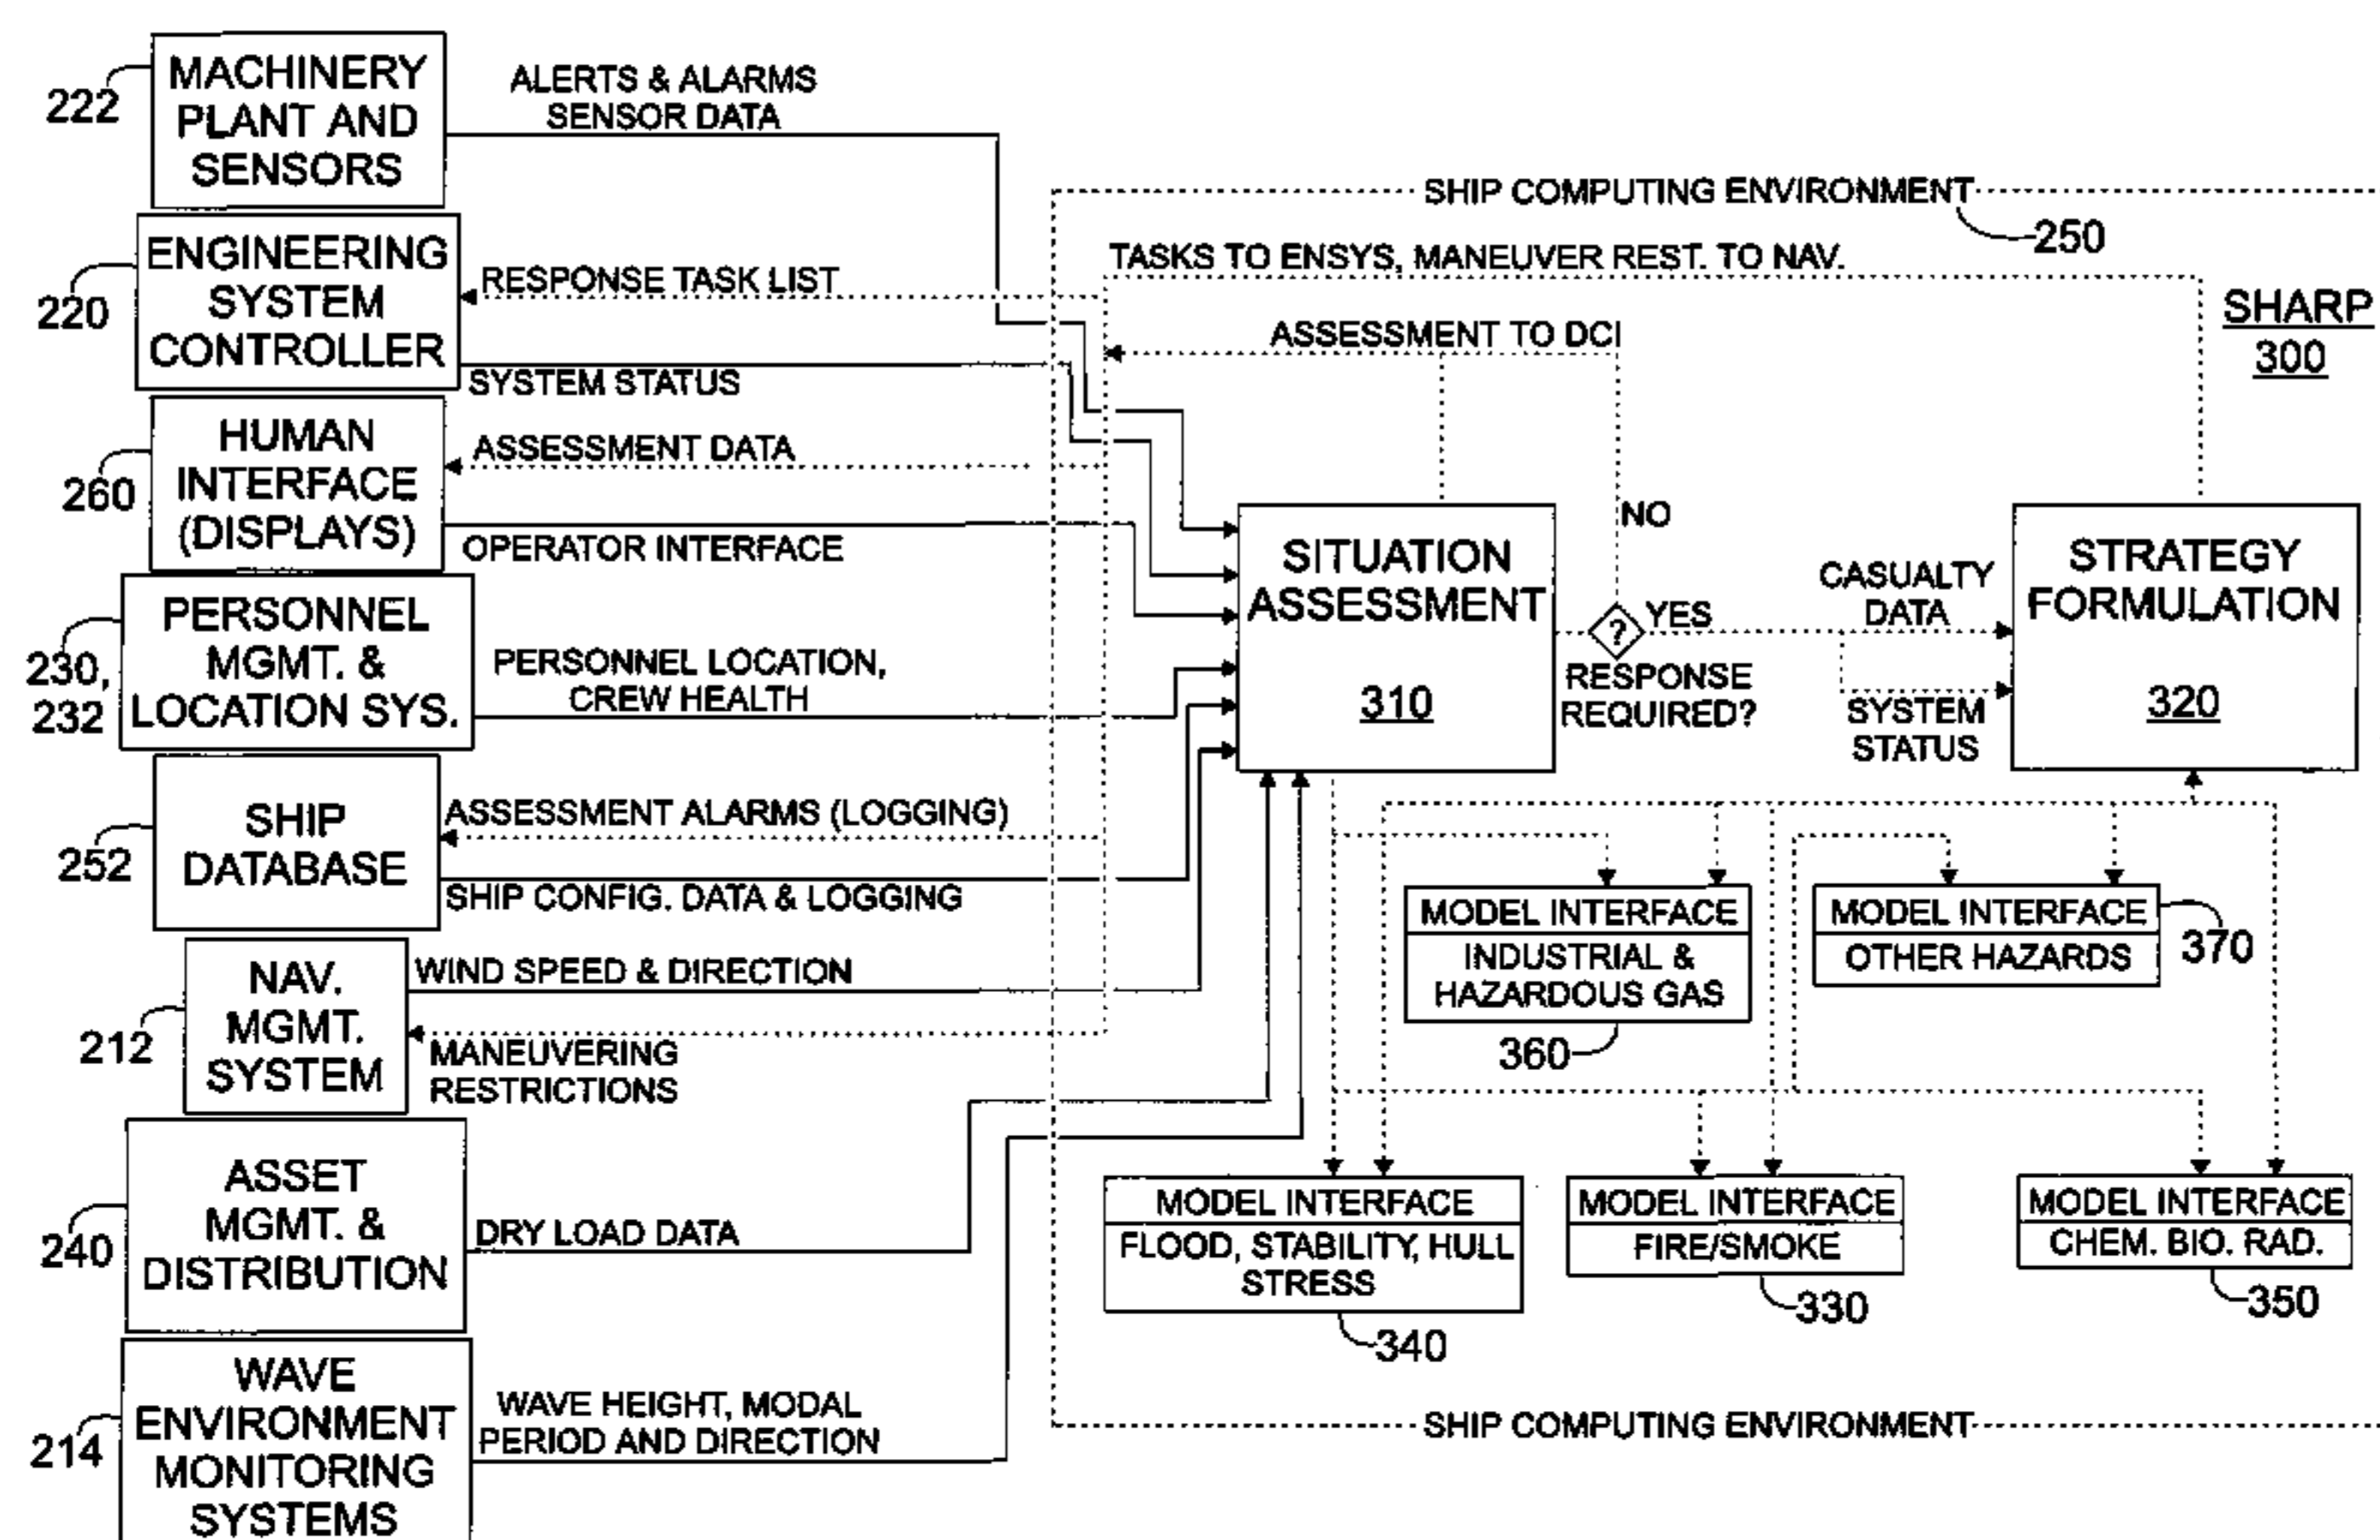 MACHINERY
PLANT AND
SENSORS
222
ALERTS & ALARMS
SENSOR DATA
ENGINEERING
SYSTEM
CONTROLLER
220
RESPONSE TASK LIST
SYSTEM STATUS
HUMAN
INTERFACE
(DISPLAYS)
260
ASSESSMENT DATA
OPERATOR INTERFACE
PERSONNEL
MGMT. &
LOCATION SYS.
230,
232
PERSONNEL LOCATION,
CREW HEALTH
SHIP
DATABASE
252
ASSESSMENT ALARMS (LOGGING)
SHIP CONFIG. DATA & LOGGING
NAV.
MGMT.
SYSTEM
212
WIND SPEED & DIRECTION
MANEUVERING
RESTRICTIONS
ASSET
MGMT. &
DISTRIBUTION
240
DRY LOAD DATA
WAVE
ENVIRONMENT
MONITORING
SYSTEMS
214
WAVE HEIGHT, MODAL
PERIOD AND DIRECTION
SHIP COMPUTING ENVIRONMENT
250
TASKS TO ENSYS, MANEUVER REST. TO NAV.
SHARP
300
ASSESSMENT TO DCI
SITUATION
ASSESSMENT
310
NO
?
YES
RESPONSE
REQUIRED?
CASUALTY
DATA
SYSTEM
STATUS
STRATEGY
FORMULATION
320
MODEL INTERFACE
INDUSTRIAL &
HAZARDOUS GAS
360
MODEL INTERFACE
OTHER HAZARDS
370
MODEL INTERFACE
FLOOD, STABILITY, HULL
STRESS
340
MODEL INTERFACE
FIRE/SMOKE
330
MODEL INTERFACE
CHEM. BIO. RAD.
350
SHIP COMPUTING ENVIRONMENT